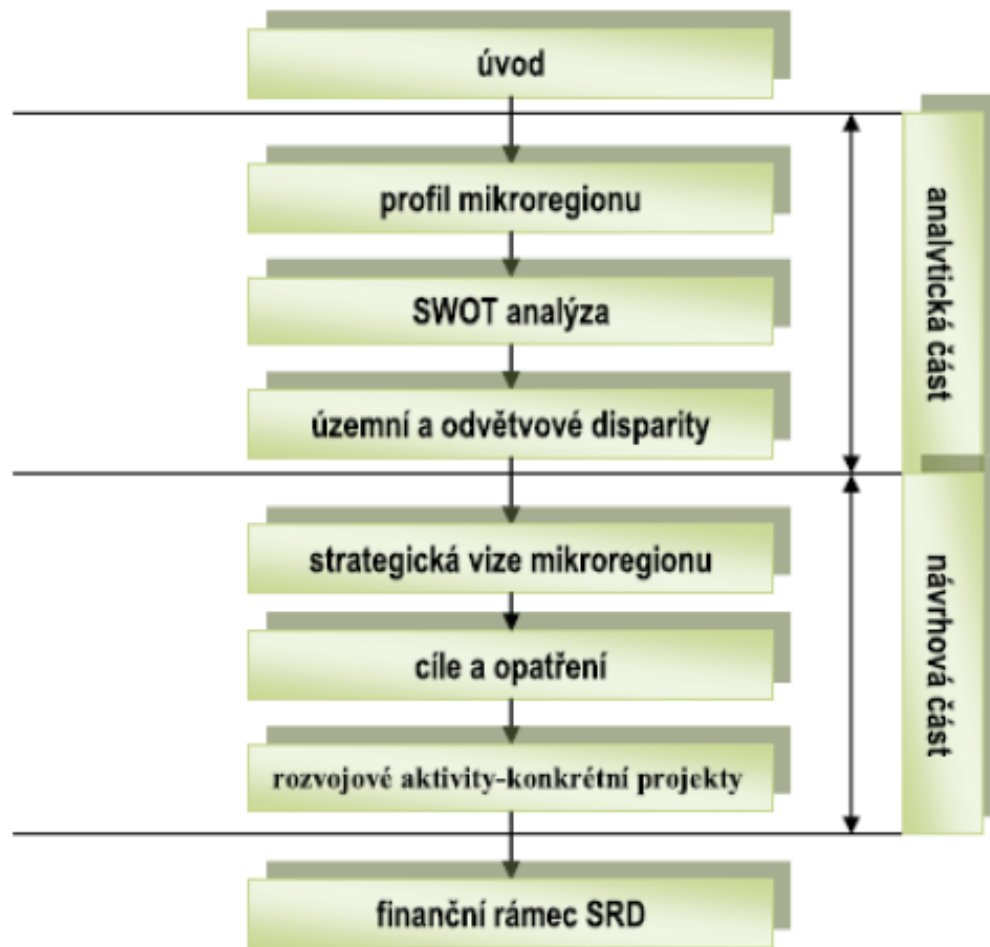 úvod
profil mikroregionu
SWOT analýza
územní a odvětvové disparity
analytická část
strategická vize mikroregionu
cíle a opatření
rozvojové aktivity-konkrétní projekty
návrhová část
finanční rámec SRD